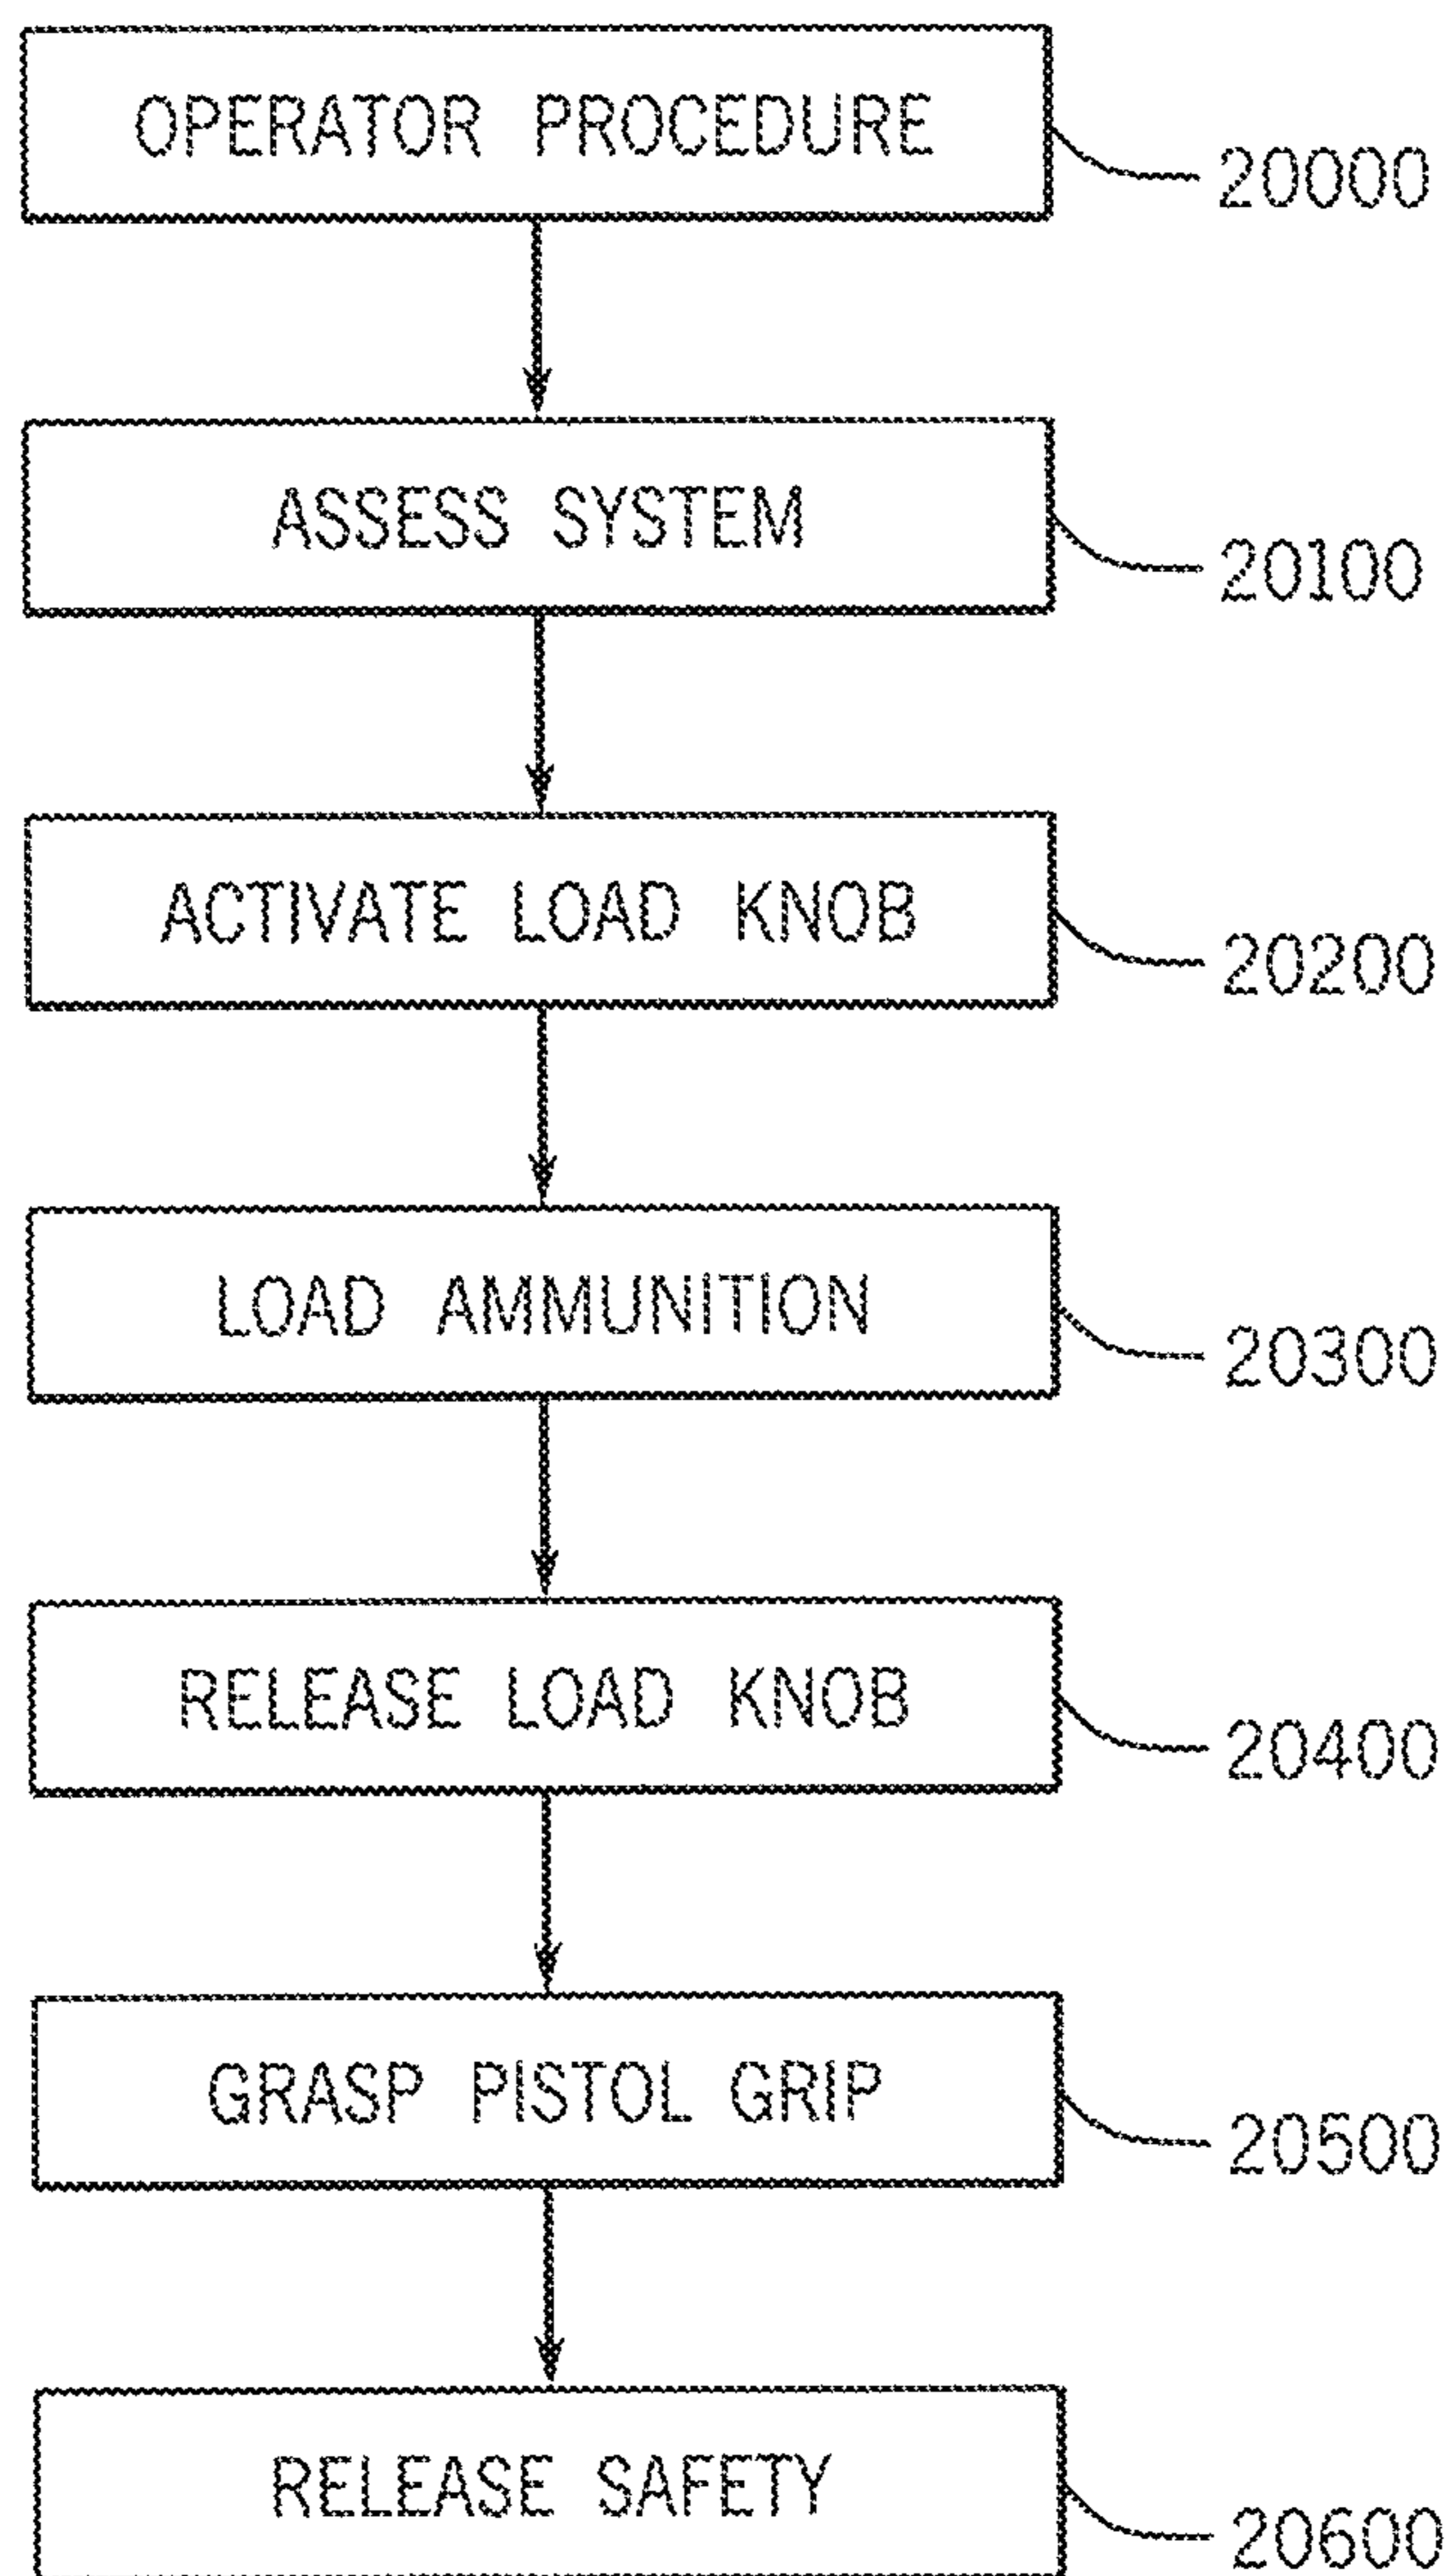 OPERATOR PROCEDURE
20000
ASSESS SYSTEM
20100
ACTIVATE LOAD KNOB
20200
LOAD AMMUNITION
20300
RELEASE LOAD KNOB
20400
GRASP PISTOL GRIP
20500
RELEASE SAFETY
20600